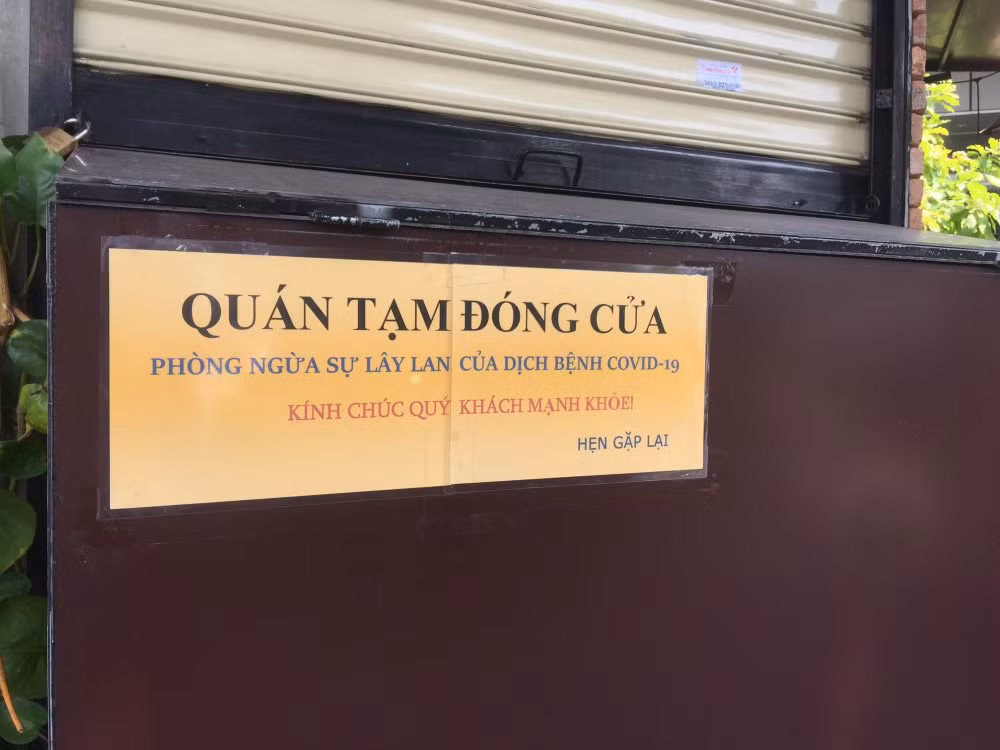 QUÁN TẠM ĐÓNG CỬA
PHÒNG NGỪA SỰ LÂY LAN CỦA DỊCH BỆNH COVID-19
KÍNH CHÚC QUÝ KHÁCH MẠNH KHỎE!
HẸN GẶP LẠI